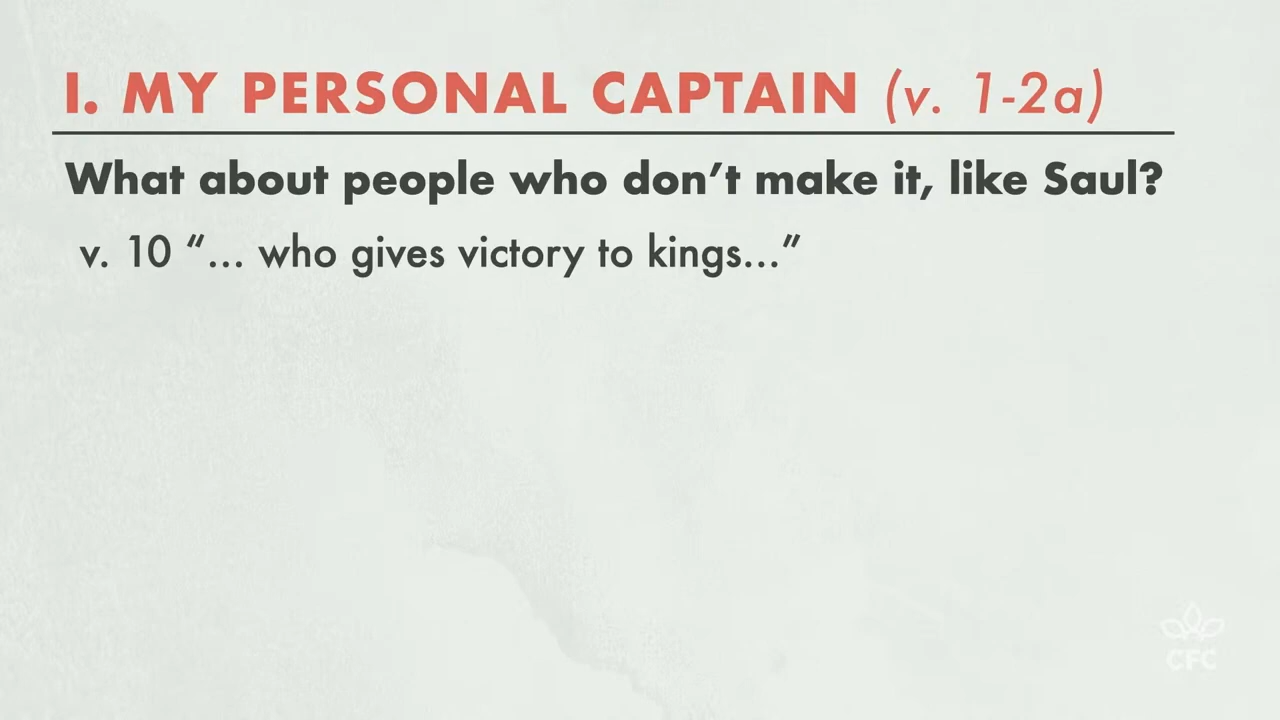 I. MY PERSONAL CAPTAIN (v. 1-2a)
What about people who don’t make it, like Saul?
v. 10 “... who gives victory to kings...”
CFC